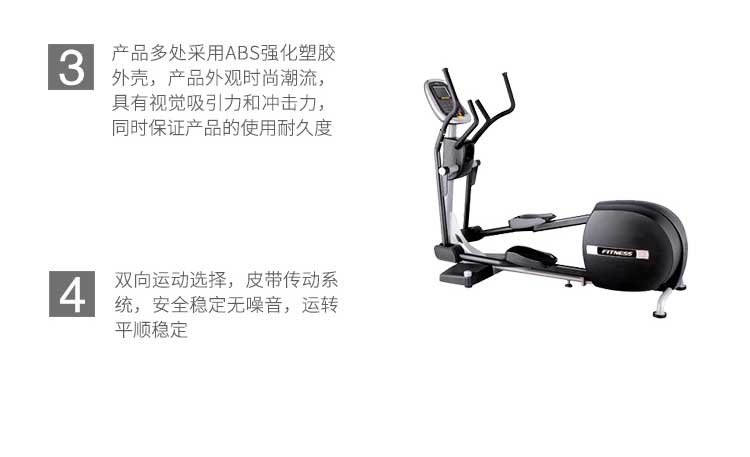 3
产品多处采用ABS强化塑胶
外壳，产品外观时尚潮流，
具有视觉吸引力和冲击力，
同时保证产品的使用耐久度
FITNESS
4
双向运动选择，皮带传动系
统，安全稳定无噪音，运转
平顺稳定